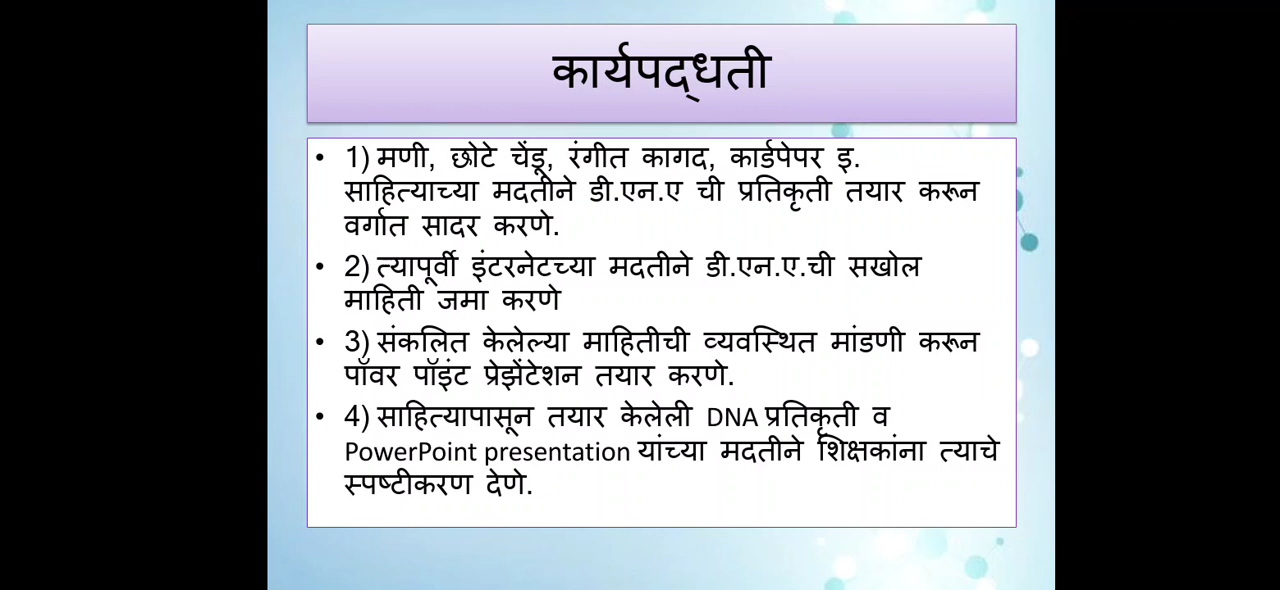 कार्यपद्धती
• 1) मणी, छोटे चेंडू, रंगीत कागद, कार्डपेपर इ.
साहित्याच्या मदतीने डी.एन.ए ची प्रतिकृती तयार करून
वर्गात सादर करणे.
• 2) त्यापूर्वी इंटरनेटच्या मदतीने डी.एन.ए.ची सखोल
माहिती जमा करणे
• 3) संकलित केलेल्या माहितीची व्यवस्थित मांडणी करून
पॉवर पॉइंट प्रेझेंटेशन तयार करणे.
• 4) साहित्यापासून तयार केलेली DNA प्रतिकृती व
PowerPoint presentation यांच्या मदतीने शिक्षकांना त्याचे
स्पष्टीकरण देणे.